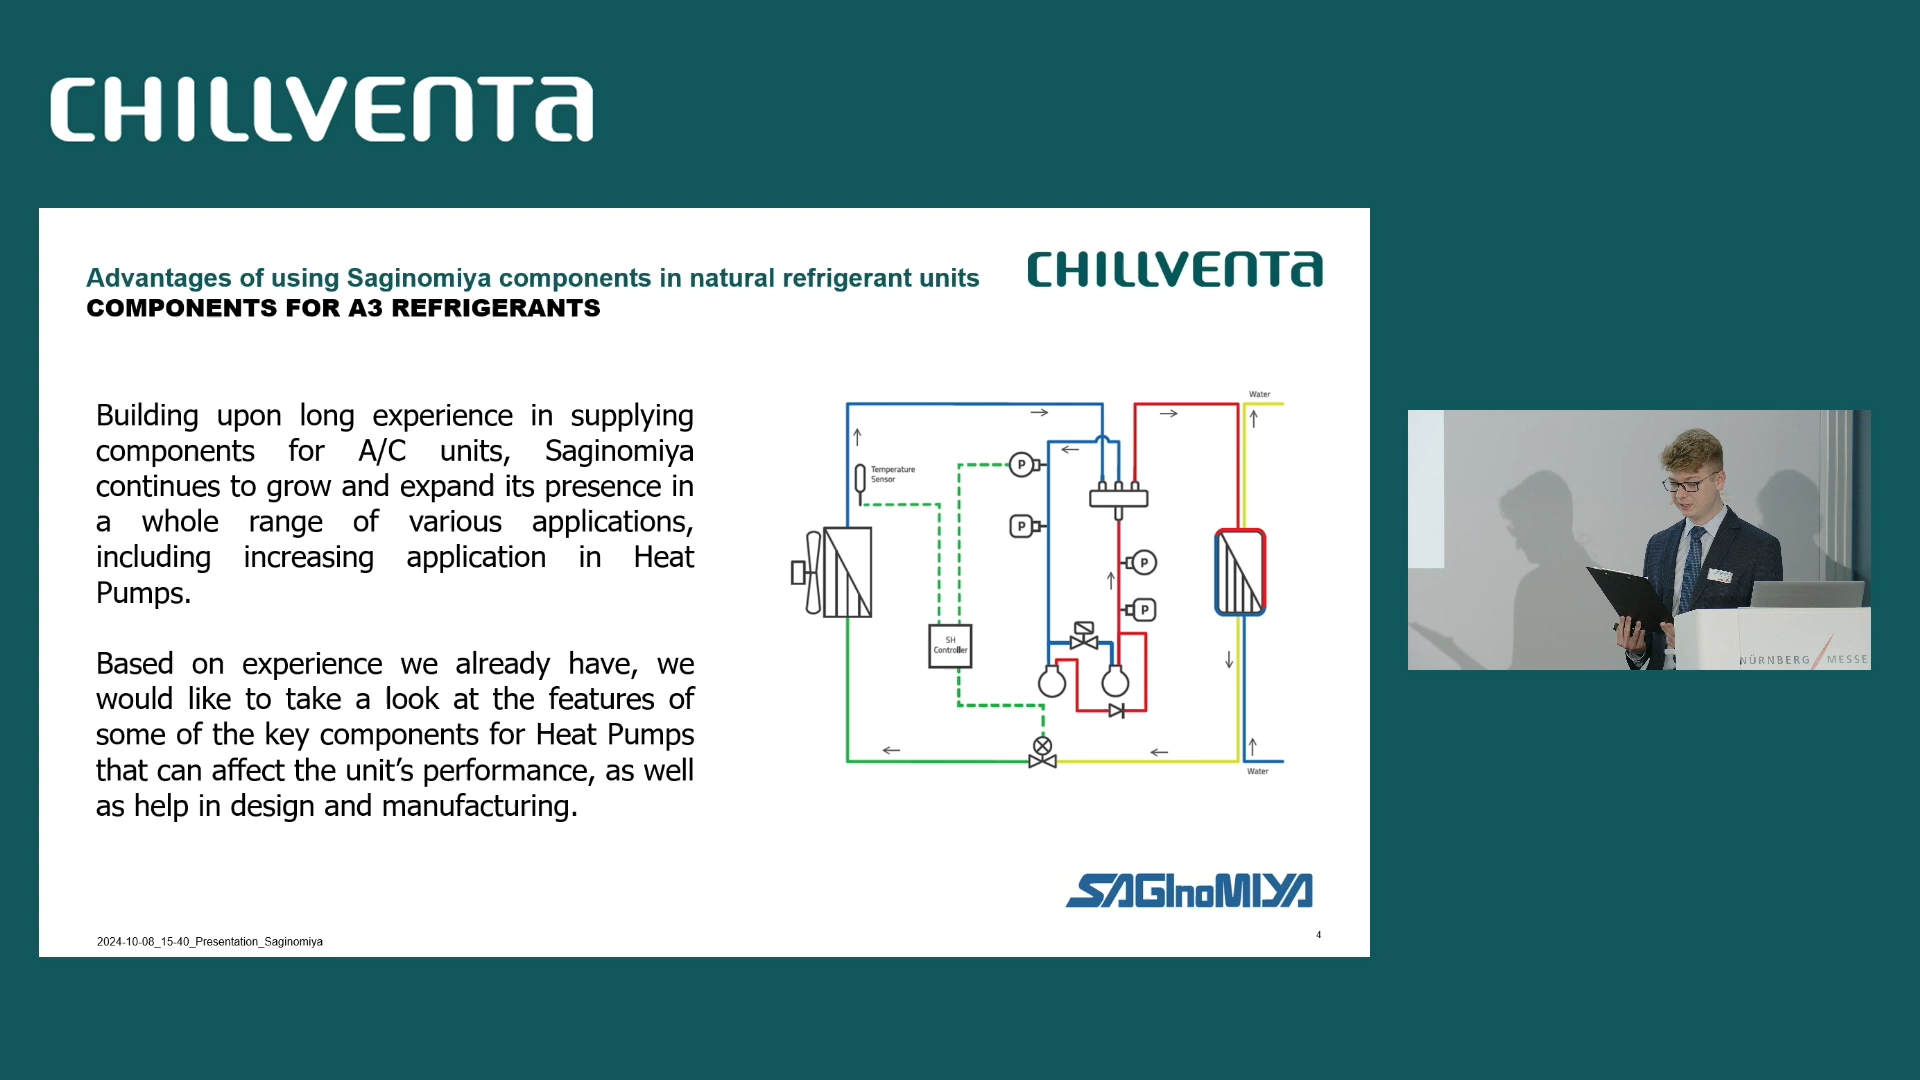 CHILLVENTA
Advantages of using Saginomiya components in natural refrigerant units
COMPONENTS FOR A3 REFRIGERANTS
CHILLVENTA
Building upon long experience in supplying
components for A/C units, Saginomiya
continues to grow and expand its presence in
a whole range of various applications,
including increasing application in Heat
Pumps.
Based on experience we already have, we
would like to take a look at the features of
some of the key components for Heat Pumps
that can affect the unit's performance, as well
as help in design and manufacturing.
Water
Temperature
Sensor
P
P
P
P
SH
Controller
Water
SAGInoMIYA
2024-10-08_15-40_Presentation_Saginomiya
4
NÜRNBERG MESSE